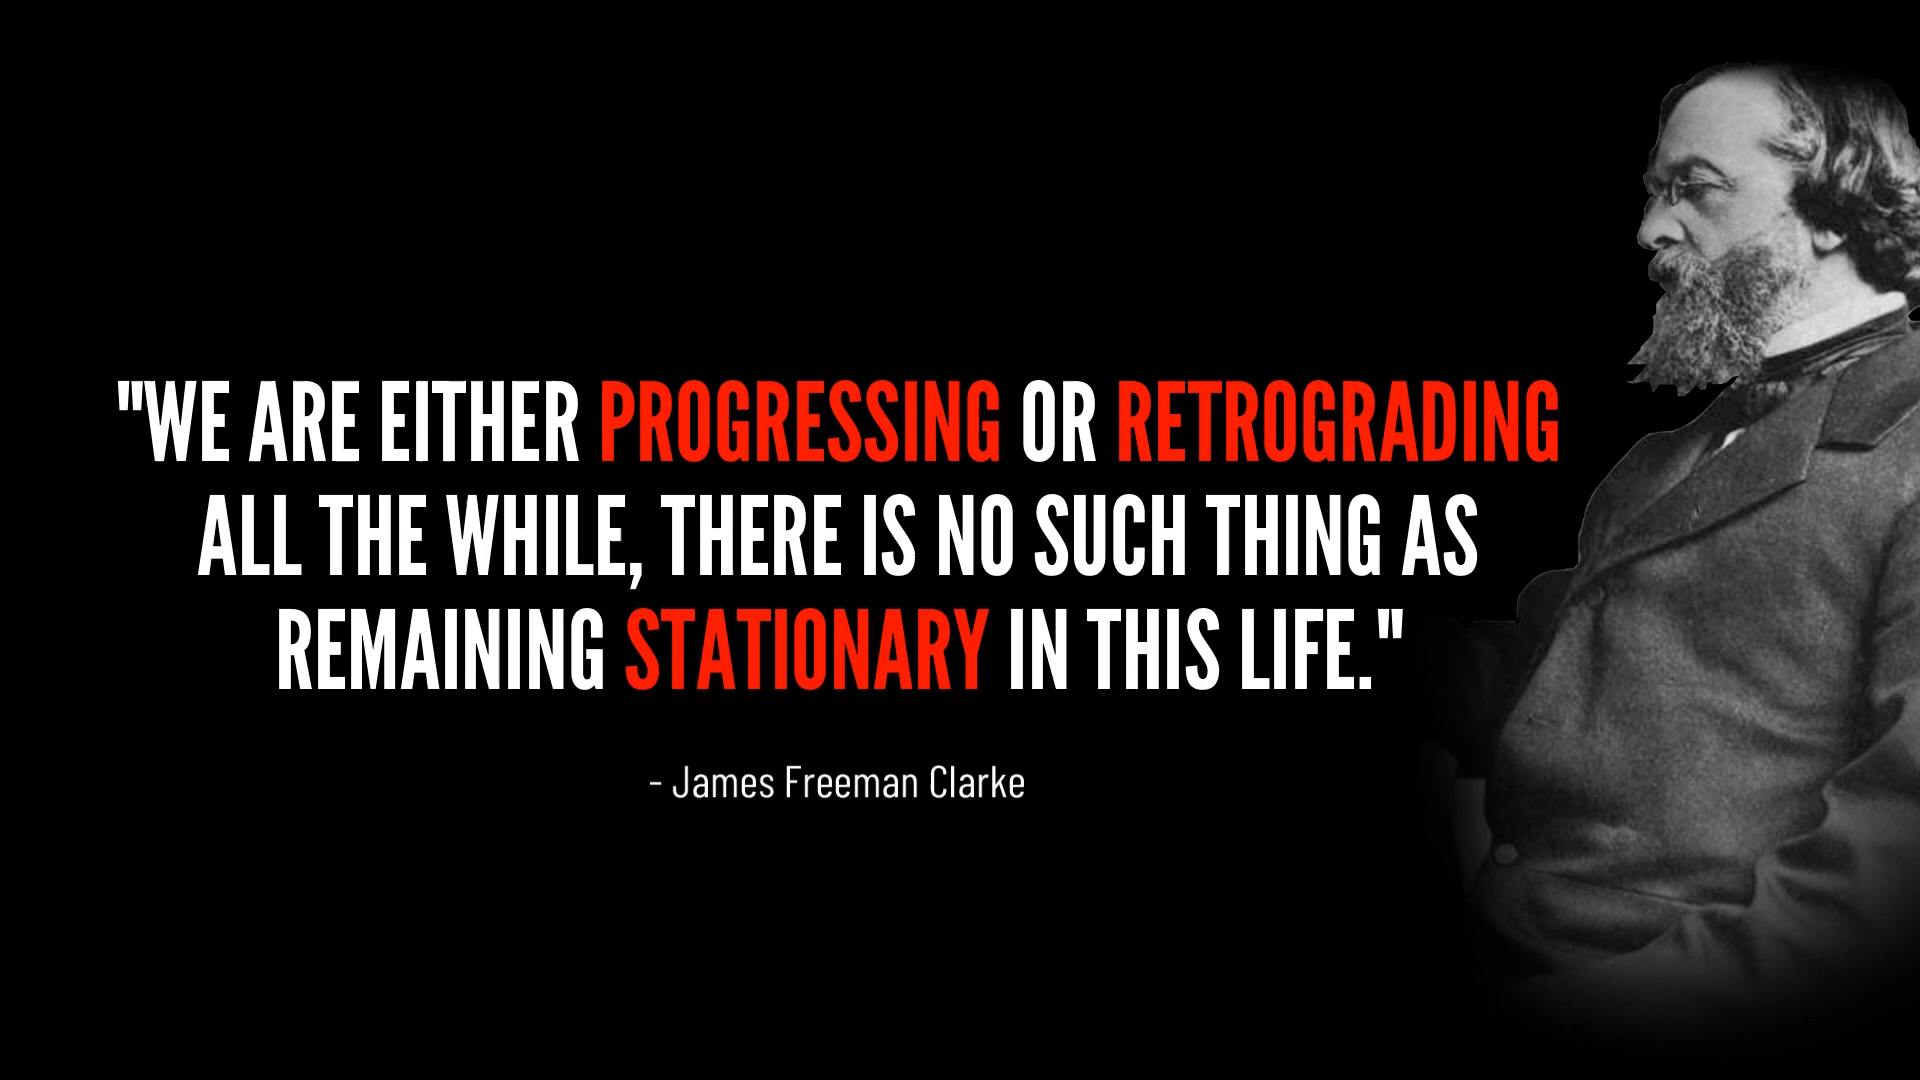 "WE ARE EITHER PROGRESSING OR RETROGRADING
ALL THE WHILE, THERE IS NO SUCH THING AS
REMAINING STATIONARY IN THIS LIFE."
- James Freeman Clarke